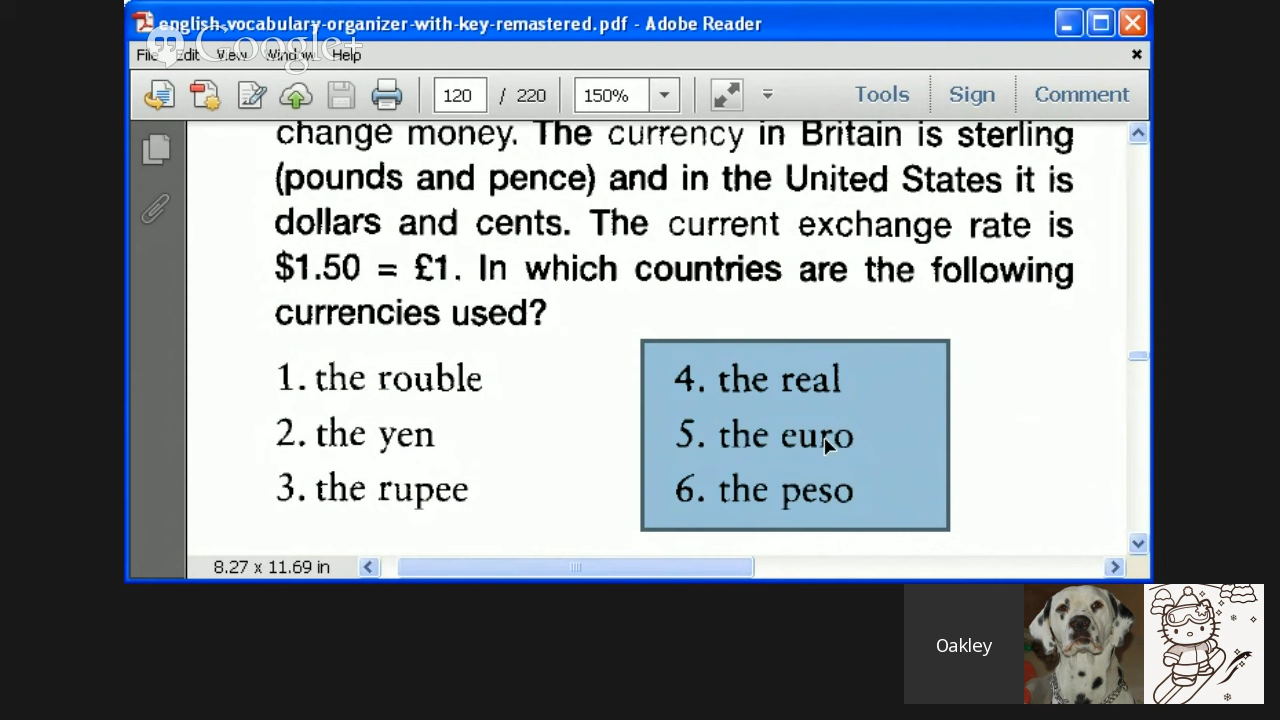 english-vocabulary-organizer-with-key-remastered.pdf - Adobe Reader
Google+
File Edit View Window Help
120 / 220 150% Tools Sign Comment
change money. The currency in Britain is sterling
(pounds and pence) and in the United States it is
dollars and cents. The current exchange rate is
$1.50 = £1. In which countries are the following
currencies used?
1. the rouble
2. the yen
3. the rupee
4. the real
5. the euro
6. the peso
8.27 x 11.69 in
Oakley